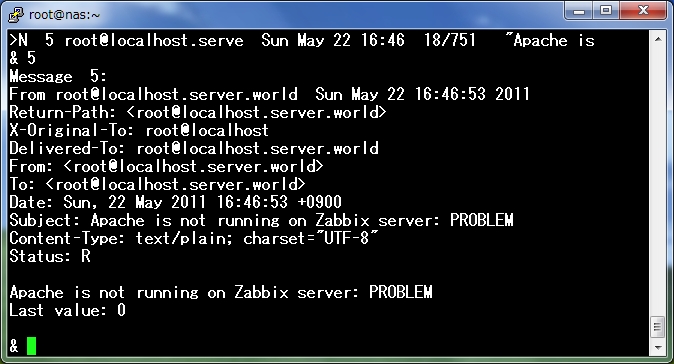 root@nas:~
>N  5 root@localhost.serve  Sun May 22 16:46  18/751   "Apache is
& 5
Message  5:
From root@localhost.server.world  Sun May 22 16:46:53 2011
Return-Path: <root@localhost.server.world>
X-Original-To: root@localhost
Delivered-To: root@localhost.server.world
From: <root@localhost.server.world>
To: <root@localhost.server.world>
Date: Sun, 22 May 2011 16:46:53 +0900
Subject: Apache is not running on Zabbix server: PROBLEM
Content-Type: text/plain; charset="UTF-8"
Status: R
Apache is not running on Zabbix server: PROBLEM
Last value: 0
&